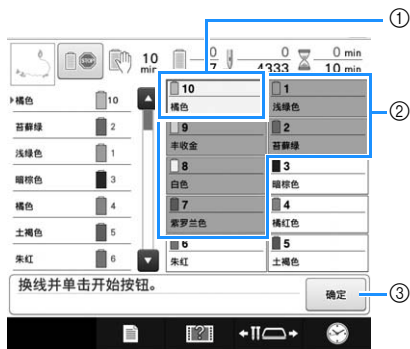 ①
STOP 10 min 0 7 0 4333 0 min 10 min
橘色 10
苔藓绿 2
浅绿色 1
暗棕色 3
橘色 4
土褐色 5
朱红 6
10 橘色
1 浅绿色
②
9 丰收金
2 苔藓绿
8 白色
3 暗棕色
7 紫罗兰色
4 橘红色
6 朱红
5 土褐色
换线并单击开始按钮。
确定
③